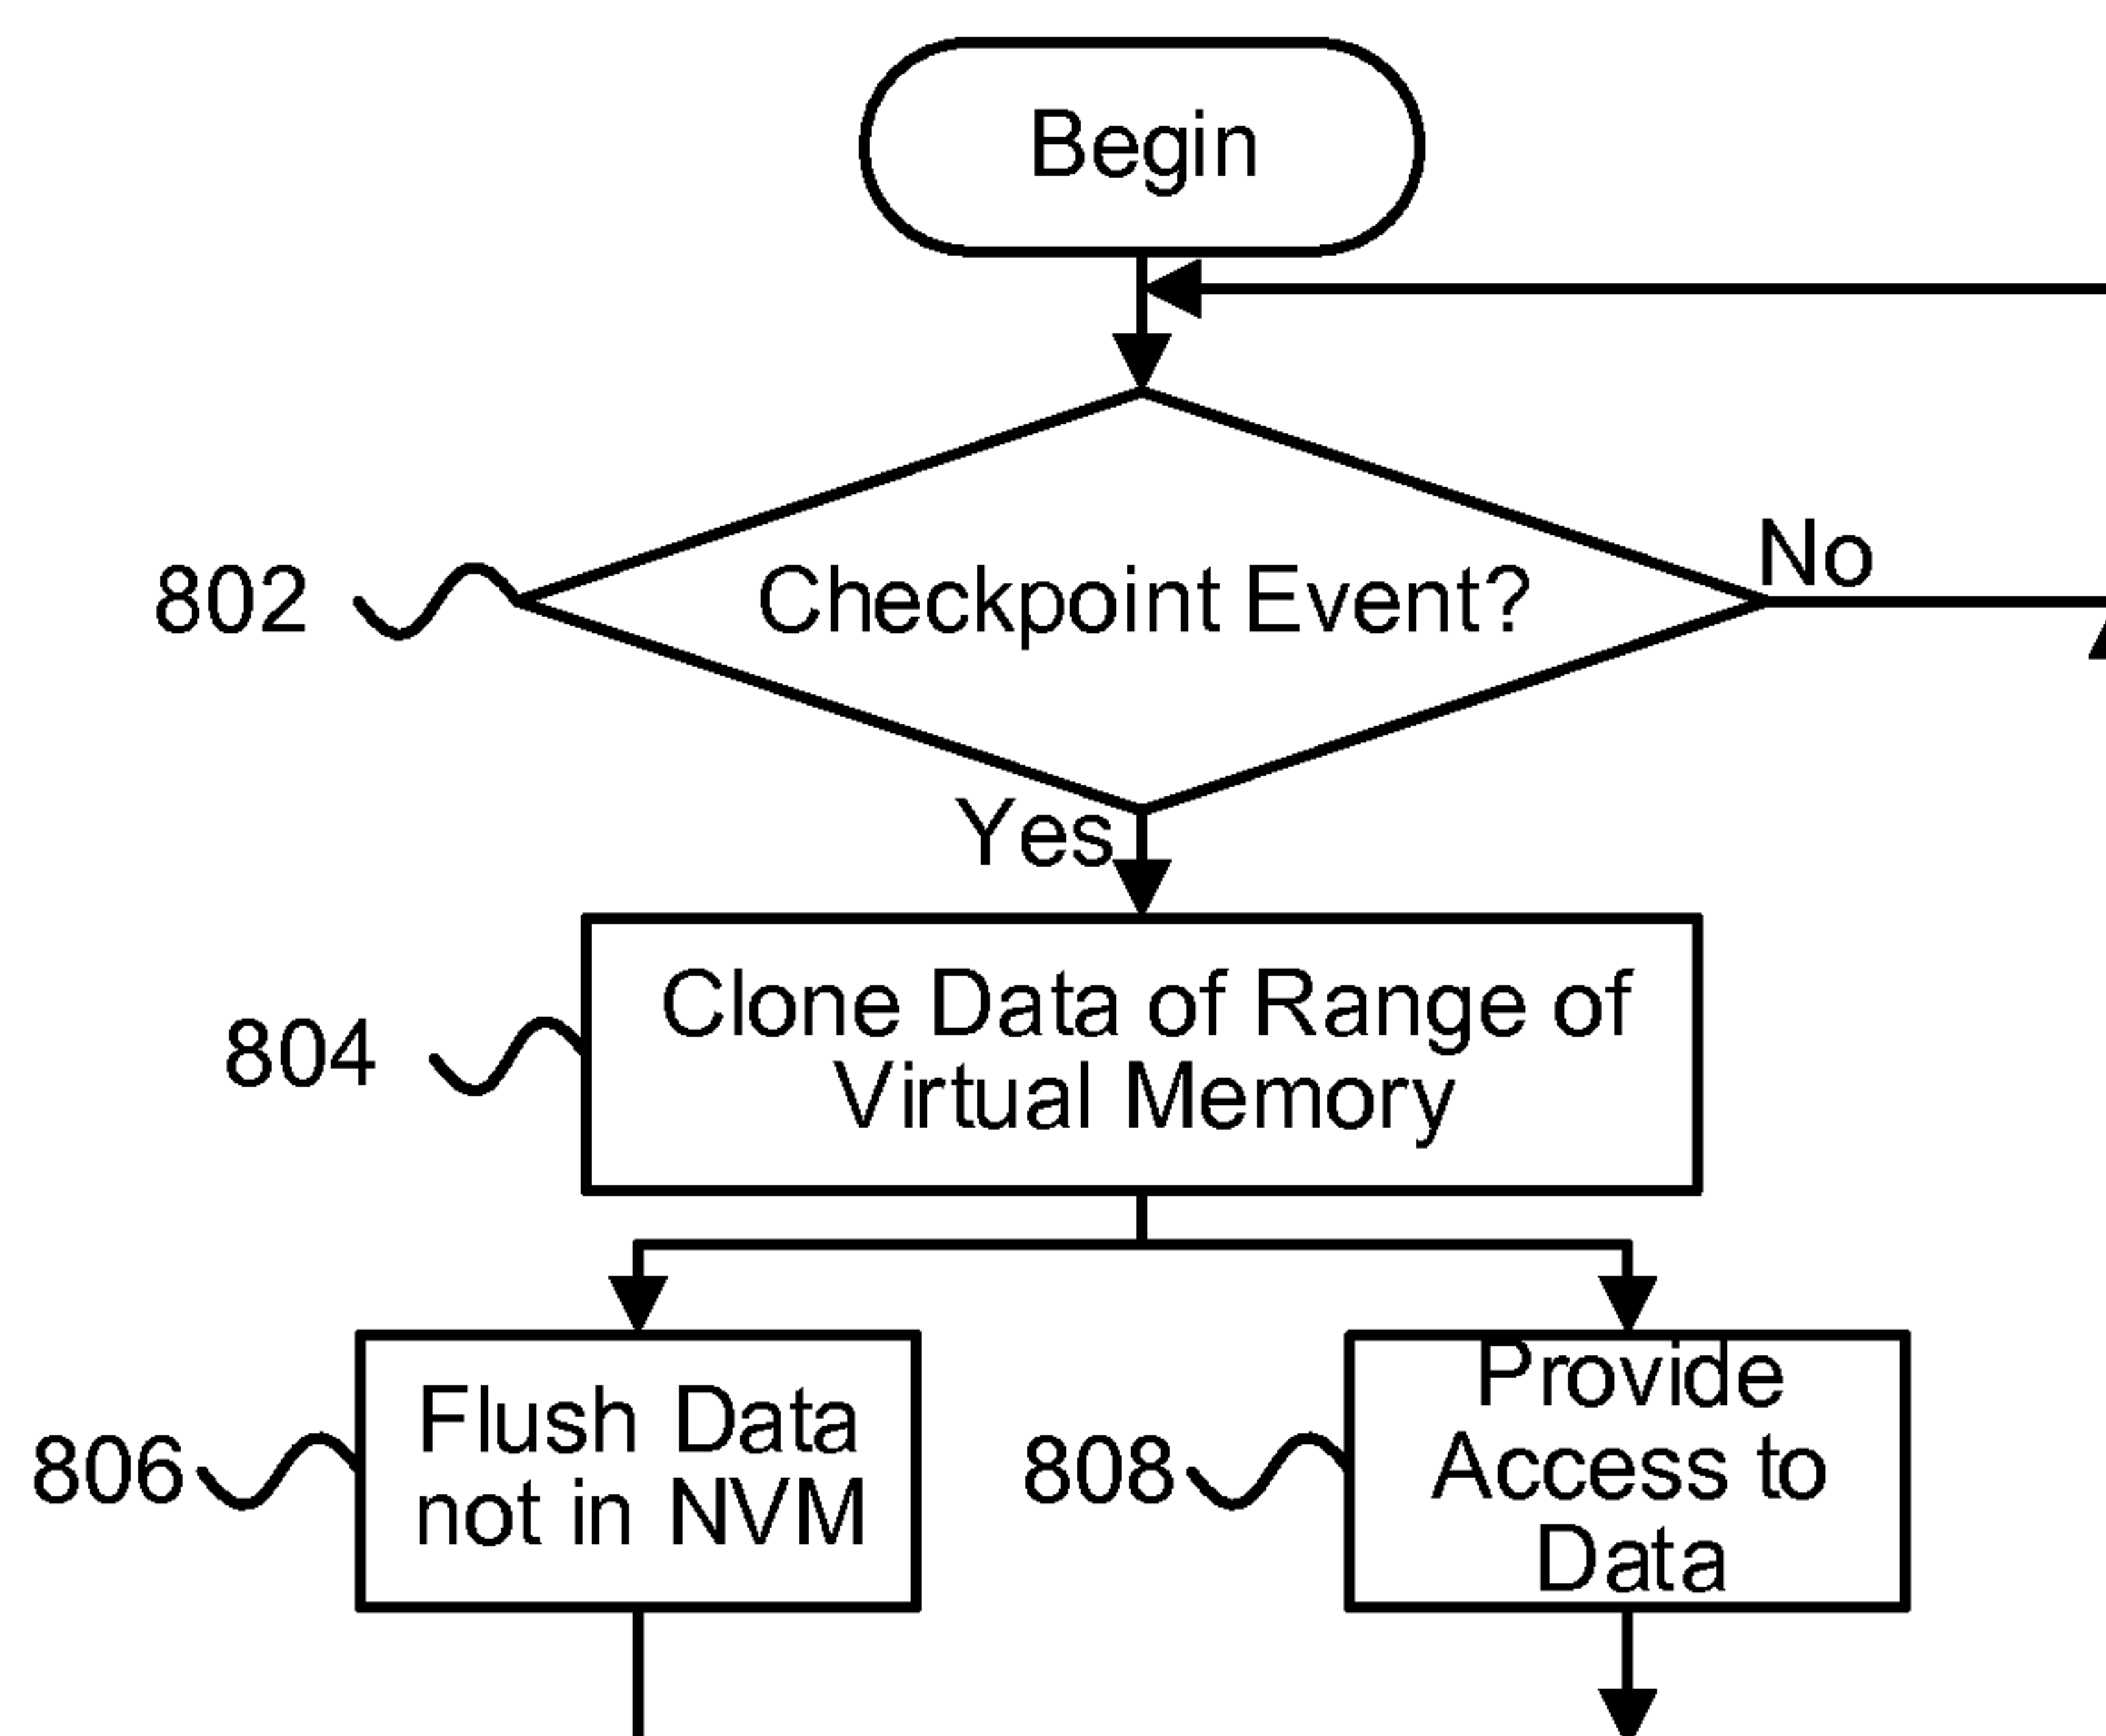 Begin
No
802
Checkpoint Event?
Yes
804
Clone Data of Range of
Virtual Memory
806
Flush Data
not in NVM
808
Provide
Access to
Data